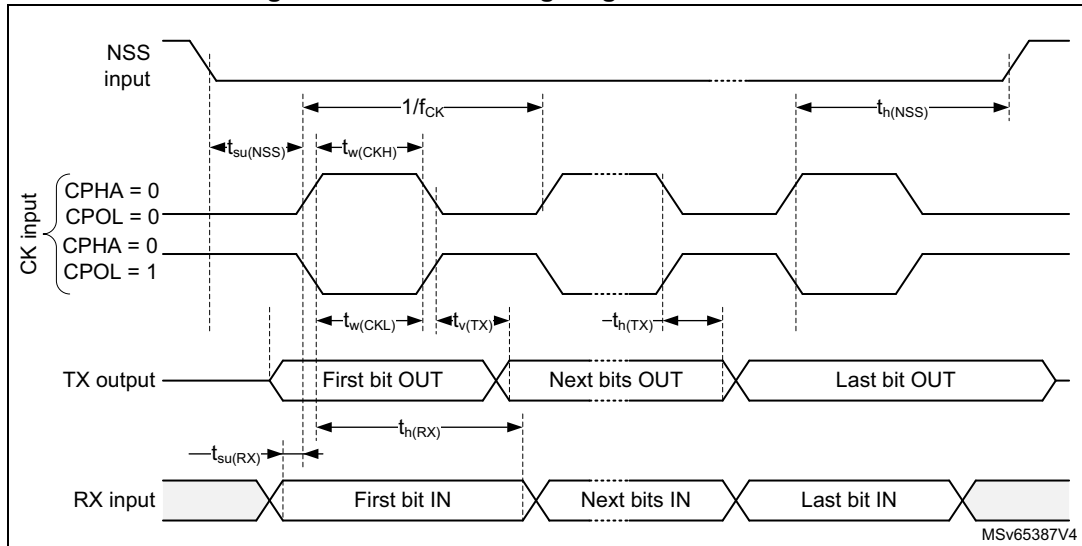 NSS
input
1/fCK
th(NSS)
tsu(NSS)
tw(CKH)
CK input
CPHA = 0
CPOL = 0
CPHA = 0
CPOL = 1
tw(CKL)
tv(TX)
th(TX)
TX output
First bit OUT
Next bits OUT
Last bit OUT
th(RX)
tsu(RX)
RX input
First bit IN
Next bits IN
Last bit IN
MSv65387V4